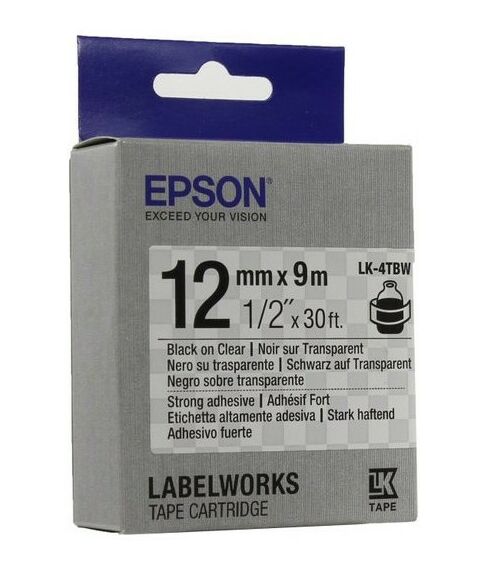 EPSON®
EXCEED YOUR VISION
12 mm x 9m
1/2" x 30ft.
LK-4TBW
Black on Clear | Noir sur Transparent
Nero su trasparente | Schwarz auf Transparent
Negro sobre transparente
Strong adhesive | Adhésif Fort
Etichetta altamente adesiva | Stark haftend
Adhesivo fuerte
LABELWORKS
TAPE CARTRIDGE
LK
TAPE